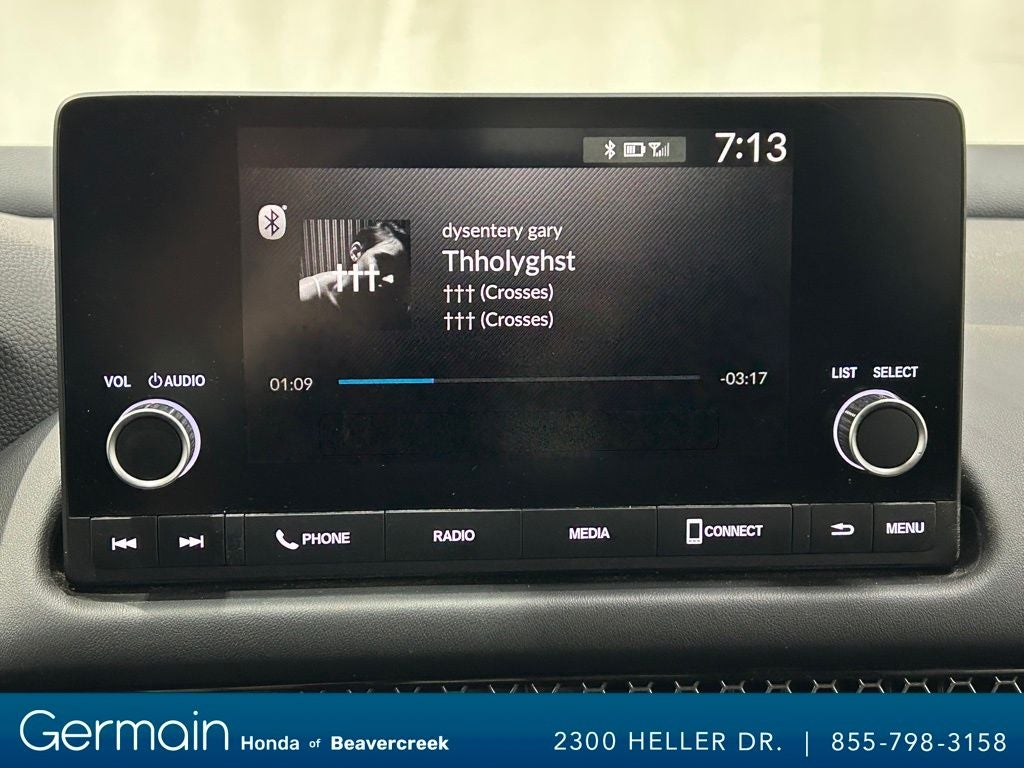 7:13
dysentery gary
Thholyghst
††† (Crosses)
††† (Crosses)
†††
01:09
-03:17
VOL AUDIO
LIST SELECT
PHONE
RADIO
MEDIA
CONNECT
MENU
Germain Honda of Beavercreek
2300 HELLER DR. | 855-798-3158